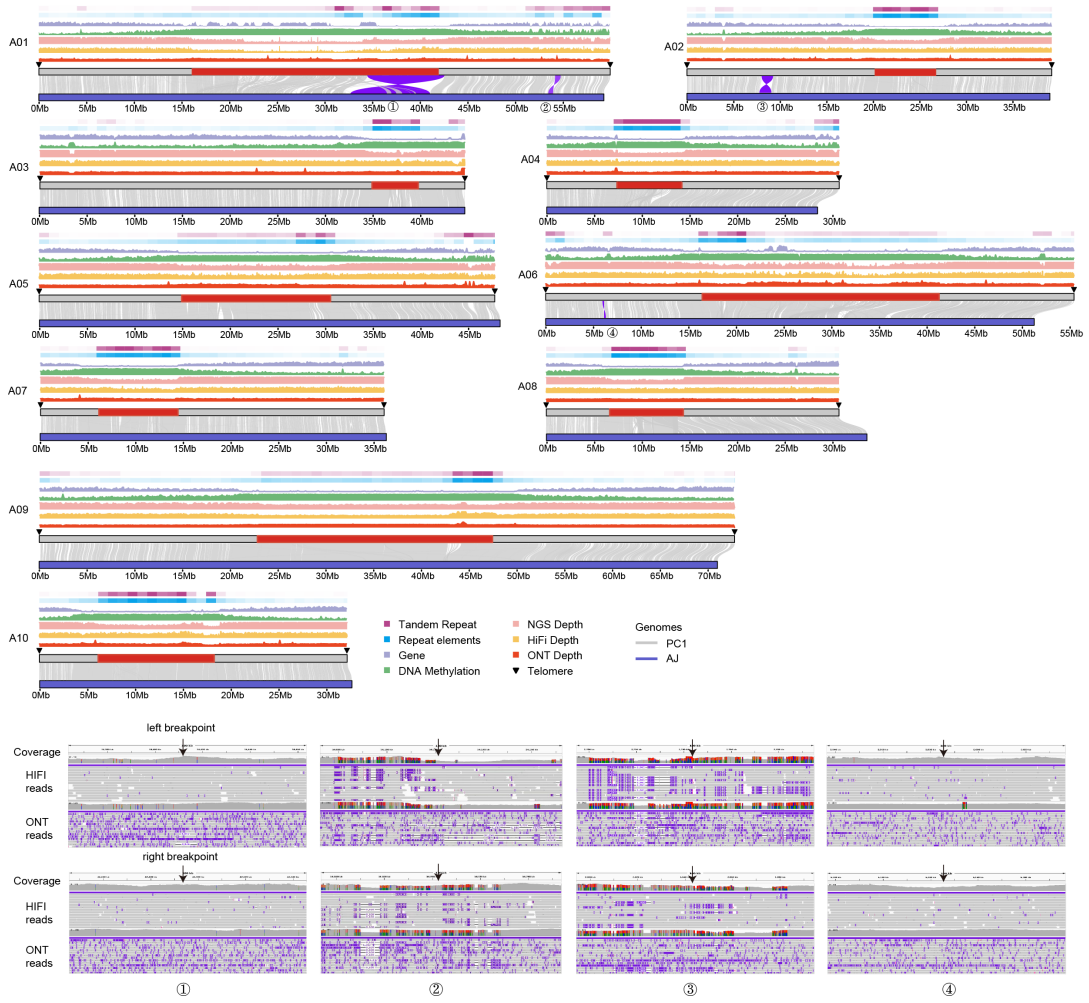 A01
0Mb 5Mb 10Mb 15Mb 20Mb 25Mb 30Mb 35Mb ① 40Mb 45Mb 50Mb ② 55Mb
A02
0Mb 5Mb ③ 10Mb 15Mb 20Mb 25Mb 30Mb 35Mb
A03
0Mb 5Mb 10Mb 15Mb 20Mb 25Mb 30Mb 35Mb 40Mb
A04
0Mb 5Mb 10Mb 15Mb 20Mb 25Mb 30Mb
A05
0Mb 5Mb 10Mb 15Mb 20Mb 25Mb 30Mb 35Mb 40Mb 45Mb
A06
0Mb 5Mb ④ 10Mb 15Mb 20Mb 25Mb 30Mb 35Mb 40Mb 45Mb 50Mb 55Mb
A07
0Mb 5Mb 10Mb 15Mb 20Mb 25Mb 30Mb 35Mb
A08
0Mb 5Mb 10Mb 15Mb 20Mb 25Mb 30Mb
A09
0Mb 5Mb 10Mb 15Mb 20Mb 25Mb 30Mb 35Mb 40Mb 45Mb 50Mb 55Mb 60Mb 65Mb 70Mb
A10
0Mb 5Mb 10Mb 15Mb 20Mb 25Mb 30Mb
Tandem Repeat
Repeat elements
Gene
DNA Methylation
NGS Depth
HiFi Depth
ONT Depth
Telomere
Genomes
PC1
AJ
left breakpoint
Coverage
HIFI
reads
ONT
reads
right breakpoint
Coverage
HIFI
reads
ONT
reads
① ② ③ ④